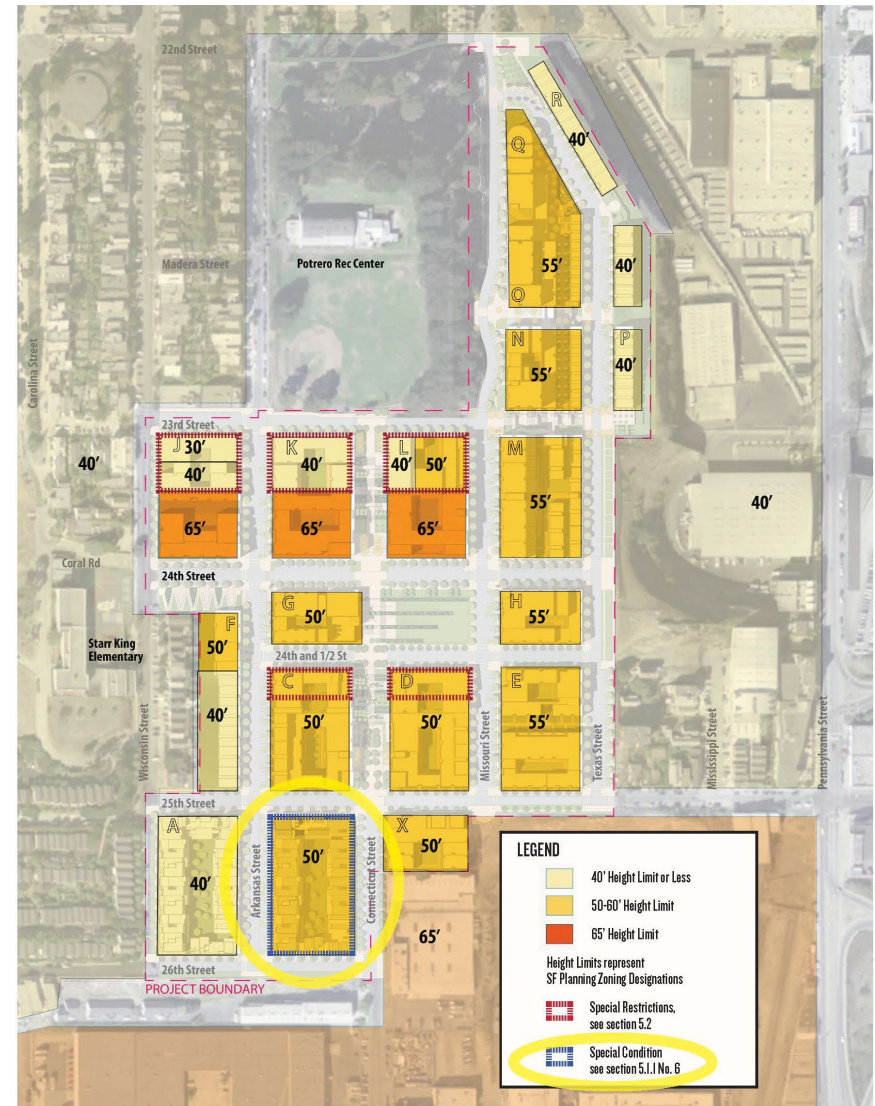 22nd Street
R
40’
Q
Madera Street
Potrero Rec Center
55’
40’
O
N
P
Carolina Street
55’
40’
23rd Street
J
30’
K
L
M
40’
40’
40’
40’
50’
55’
40’
65’
65’
65’
Coral Rd
24th Street
G
50’
H
55’
F
Starr King
Elementary
50’
24th and 1/2 St
C
D
E
40’
50’
50’
55’
Wisconsin Street
Missouri Street
Texas Street
Mississippi Street
Pennsylvania Street
25th Street
A
X
50’
50’
40’
Arkansas Street
Connecticut Street
65’
26th Street
PROJECT BOUNDARY
LEGEND
40’ Height Limit or Less
50-60’ Height Limit
65’ Height Limit
Height Limits represent
SF Planning Zoning Designations
Special Restrictions,
see section 5.2
Special Condition
see section 5.1.1 No. 6